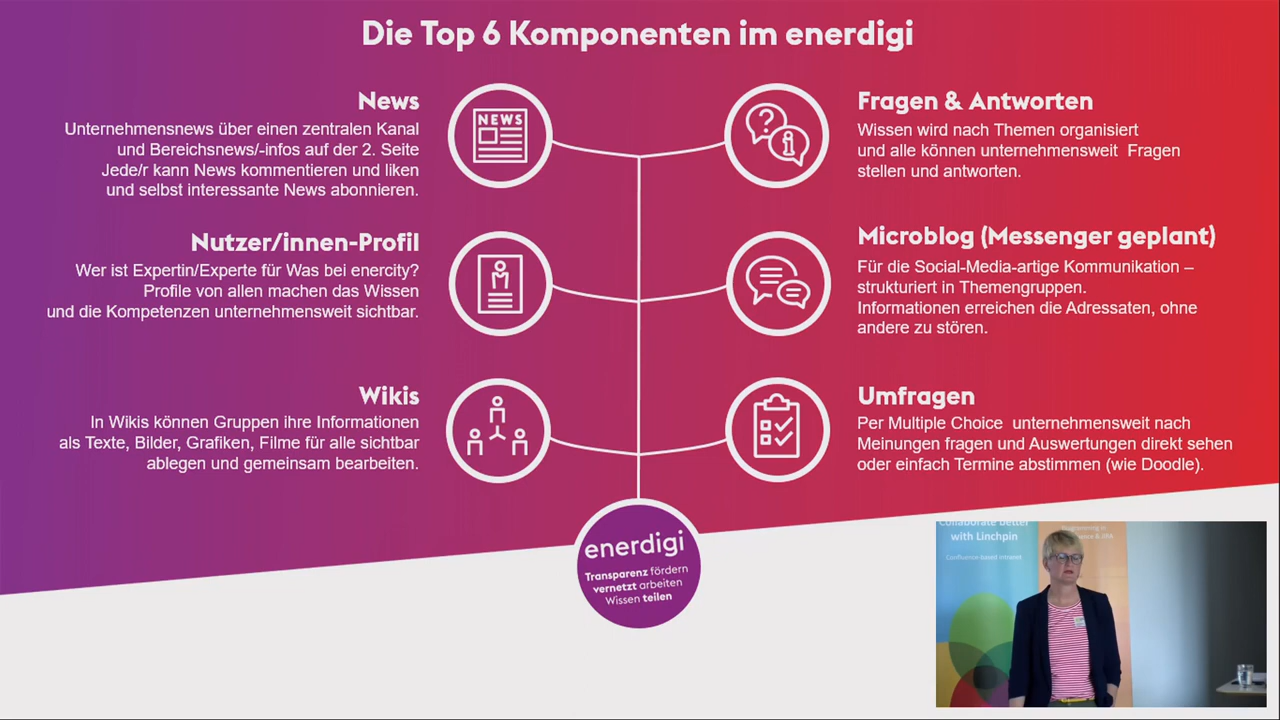 Die Top 6 Komponenten im enerdigi
News
Unternehmensnews über einen zentralen Kanal
und Bereichsnews/-infos auf der 2. Seite
Jede/r kann News kommentieren und liken
und selbst interessante News abonnieren.
NEWS
Nutzer/innen-Profil
Wer ist Expertin/Experte für Was bei enercity?
Profile von allen machen das Wissen
und die Kompetenzen unternehmensweit sichtbar.
Wikis
In Wikis können Gruppen ihre Informationen
als Texte, Bilder, Grafiken, Filme für alle sichtbar
ablegen und gemeinsam bearbeiten.
Fragen & Antworten
Wissen wird nach Themen organisiert
und alle können unternehmensweit Fragen
stellen und antworten.
Microblog (Messenger geplant)
Für die Social-Media-artige Kommunikation –
strukturiert in Themengruppen.
Informationen erreichen die Adressaten, ohne
andere zu stören.
Umfragen
Per Multiple Choice unternehmensweit nach
Meinungen fragen und Auswertungen direkt sehen
oder einfach Termine abstimmen (wie Doodle).
enerdigi
Transparenz fördern
vernetzt arbeiten
Wissen teilen
Collaborate better
with Linchpin
Confluence-based intranet
& JIRA